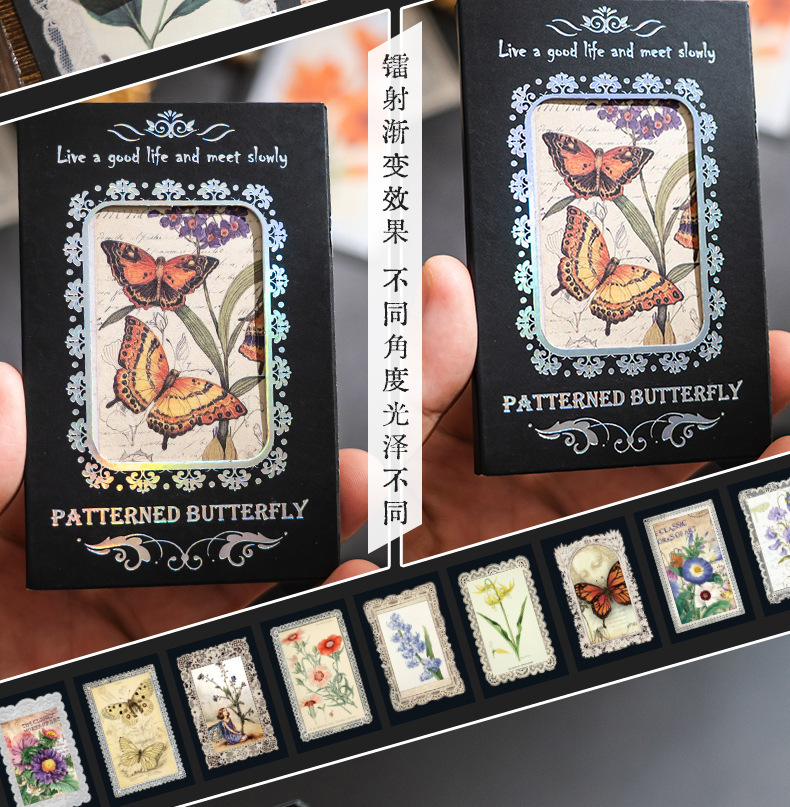 Live a good life and meet slowly
PATTERNED BUTTERFLY
镭射渐变效果 不同角度光泽不同
Live a good life and meet slowly
PATTERNED BUTTERFLY